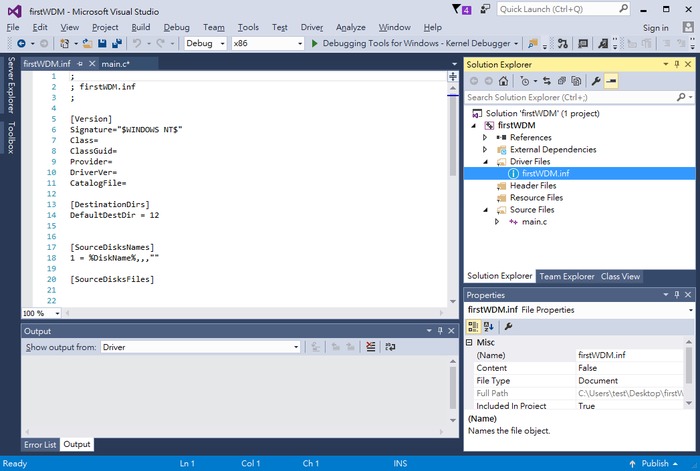 firstWDM - Microsoft Visual Studio
4
Quick Launch (Ctrl+Q)
File Edit View Project Build Debug Team Tools Driver Test Analyze Window Help
Sign in
Debug x86 Debugging Tools for Windows - Kernel Debugger
Server Explorer
Toolbox
firstWDM.inf main.c*
1 ;
2 ; firstWDM.inf
3 ;
4
5 [Version]
6 Signature="$WINDOWS NT$"
7 Class=
8 ClassGuid=
9 Provider=
10 DriverVer=
11 CatalogFile=
12
13 [DestinationDirs]
14 DefaultDestDir = 12
15
16
17 [SourceDisksNames]
18 1 = %DiskName%,,,""
19
20 [SourceDisksFiles]
21
22
100 %
Output
Show output from: Driver
Error List Output
Solution Explorer
Search Solution Explorer (Ctrl+;)
Solution 'firstWDM' (1 project)
firstWDM
References
External Dependencies
Driver Files
firstWDM.inf
Header Files
Resource Files
Source Files
main.c
Solution Explorer Team Explorer Class View
Properties
firstWDM.inf File Properties
Misc
(Name) firstWDM.inf
Content False
File Type Document
Full Path C:\Users\test\Desktop\firstW
Included In Project True
(Name)
Names the file object.
Ready Ln 1 Col 1 Ch 1 INS Publish